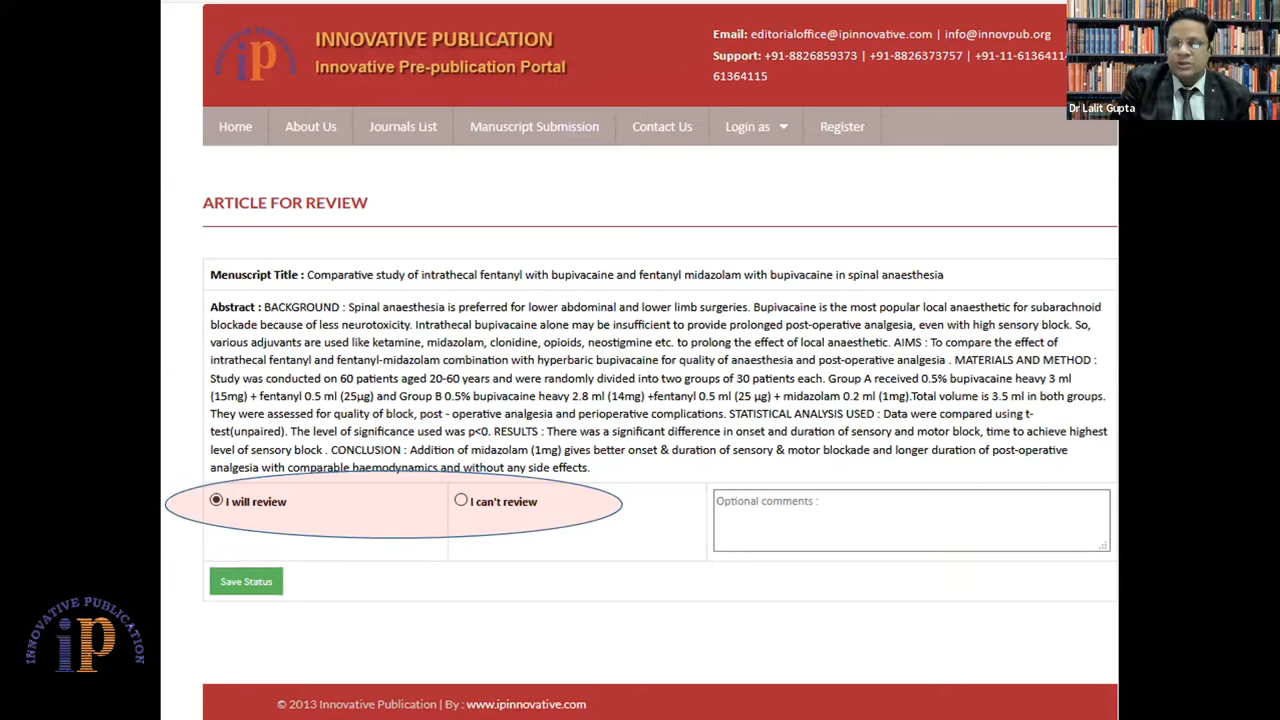 INNOVATIVE PUBLICATION
Innovative Pre-publication Portal
ip
Email: editorialoffice@ipinnovative.com | info@innovpub.org
Support: +91-8826859373 | +91-8826373757 | +91-11-6136411
61364115
Dr Lalit Gupta
Home
About Us
Journals List
Manuscript Submission
Contact Us
Login as
Register
ARTICLE FOR REVIEW
Menuscript Title : Comparative study of intrathecal fentanyl with bupivacaine and fentanyl midazolam with bupivacaine in spinal anaesthesia
Abstract : BACKGROUND : Spinal anaesthesia is preferred for lower abdominal and lower limb surgeries. Bupivacaine is the most popular local anaesthetic for subarachnoid
blockade because of less neurotoxicity. Intrathecal bupivacaine alone may be insufficient to provide prolonged post-operative analgesia, even with high sensory block. So,
various adjuvants are used like ketamine, midazolam, clonidine, opioids, neostigmine etc. to prolong the effect of local anaesthetic. AIMS : To compare the effect of
intrathecal fentanyl and fentanyl-midazolam combination with hyperbaric bupivacaine for quality of anaesthesia and post-operative analgesia . MATERIALS AND METHOD :
Study was conducted on 60 patients aged 20-60 years and were randomly divided into two groups of 30 patients each. Group A received 0.5% bupivacaine heavy 3 ml
(15mg) + fentanyl 0.5 ml (25µg) and Group B 0.5% bupivacaine heavy 2.8 ml (14mg) +fentanyl 0.5 ml (25 µg) + midazolam 0.2 ml (1mg).Total volume is 3.5 ml in both groups.
They were assessed for quality of block, post - operative analgesia and perioperative complications. STATISTICAL ANALYSIS USED : Data were compared using t-
test(unpaired). The level of significance used was p<0. RESULTS : There was a significant difference in onset and duration of sensory and motor block, time to achieve highest
level of sensory block . CONCLUSION : Addition of midazolam (1mg) gives better onset & duration of sensory & motor blockade and longer duration of post-operative
analgesia with comparable haemodynamics and without any side effects.
I will review
I can't review
Optional comments :
Save Status
INNOVATIVE PUBLICATION
iP
© 2013 Innovative Publication | By : www.ipinnovative.com